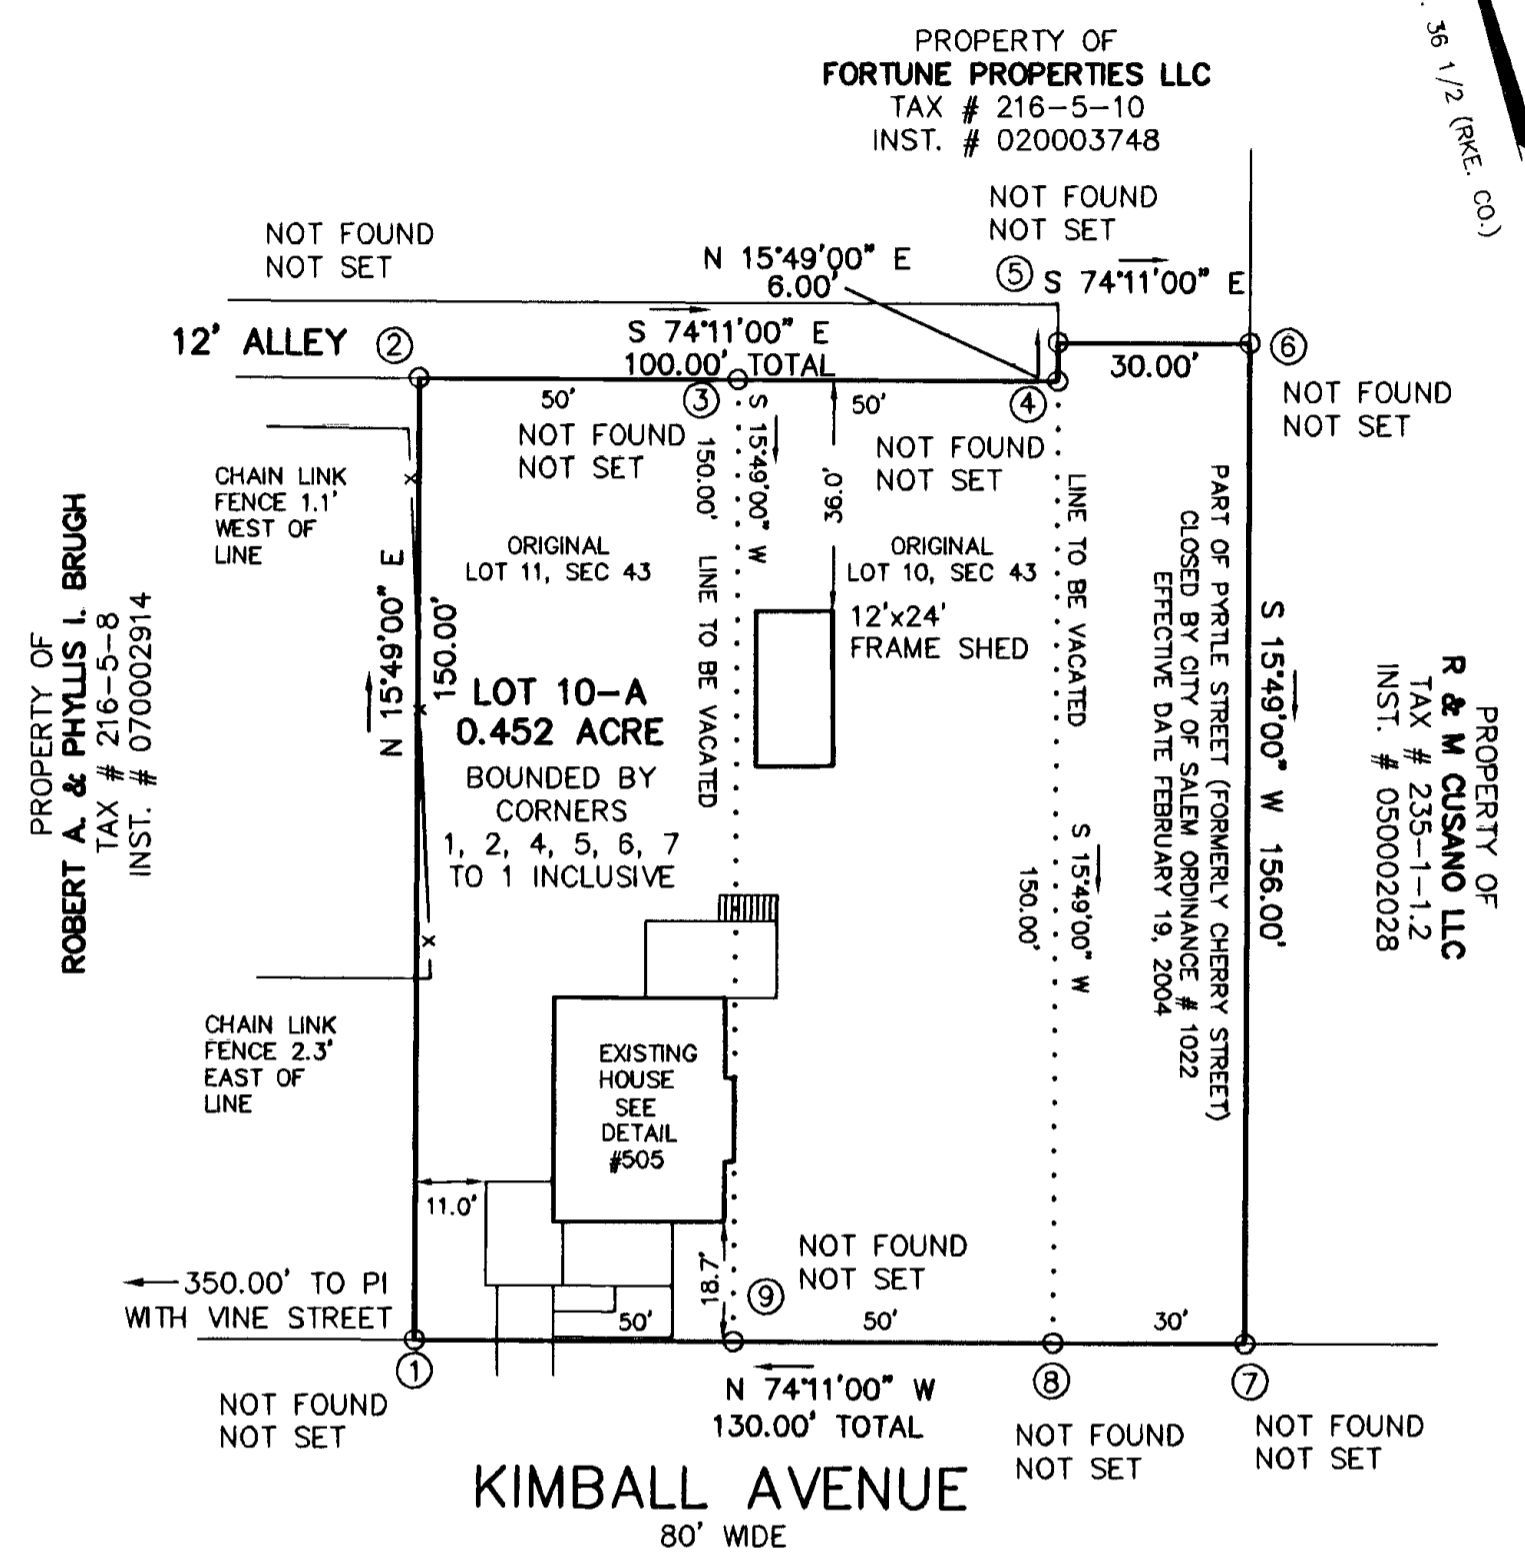 PROPERTY OF
FORTUNE PROPERTIES LLC
TAX # 216-5-10
INST. # 020003748
36 1/2 (RKE. CO.)
NOT FOUND
NOT SET
NOT FOUND
NOT SET
N 15°49'00" E
6.00'
5
S 74°11'00" E
12' ALLEY
2
S 74°11'00" E
100.00' TOTAL
30.00'
6
NOT FOUND
NOT SET
50'
3
50'
4
NOT FOUND
NOT SET
NOT FOUND
NOT SET
S 15°49'00" W
150.00'
LINE TO BE VACATED
36.0'
CHAIN LINK
FENCE 1.1'
WEST OF
LINE
ORIGINAL
LOT 11, SEC 43
ORIGINAL
LOT 10, SEC 43
12'x24'
FRAME SHED
LINE TO BE VACATED
S 15°49'00" W
150.00'
PART OF PYRTLE STREET (FORMERLY CHERRY STREET)
CLOSED BY CITY OF SALEM ORDINANCE # 1022
EFFECTIVE DATE FEBRUARY 19, 2004
S 15°49'00" W 156.00'
PROPERTY OF
R & M CUSANO LLC
TAX # 235-1-1.2
INST. # 050002028
PROPERTY OF
ROBERT A. & PHYLLIS I. BRUGH
TAX # 216-5-8
INST. # 070002914
N 15°49'00" E
150.00'
LOT 10-A
0.452 ACRE
BOUNDED BY
CORNERS
1, 2, 4, 5, 6, 7
TO 1 INCLUSIVE
x
x
x
CHAIN LINK
FENCE 2.3'
EAST OF
LINE
EXISTING
HOUSE
SEE
DETAIL
#505
11.0'
18.7'
NOT FOUND
NOT SET
9
350.00' TO PI
WITH VINE STREET
50'
50'
30'
1
NOT FOUND
NOT SET
N 74°11'00" W
130.00' TOTAL
8
NOT FOUND
NOT SET
7
NOT FOUND
NOT SET
KIMBALL AVENUE
80' WIDE